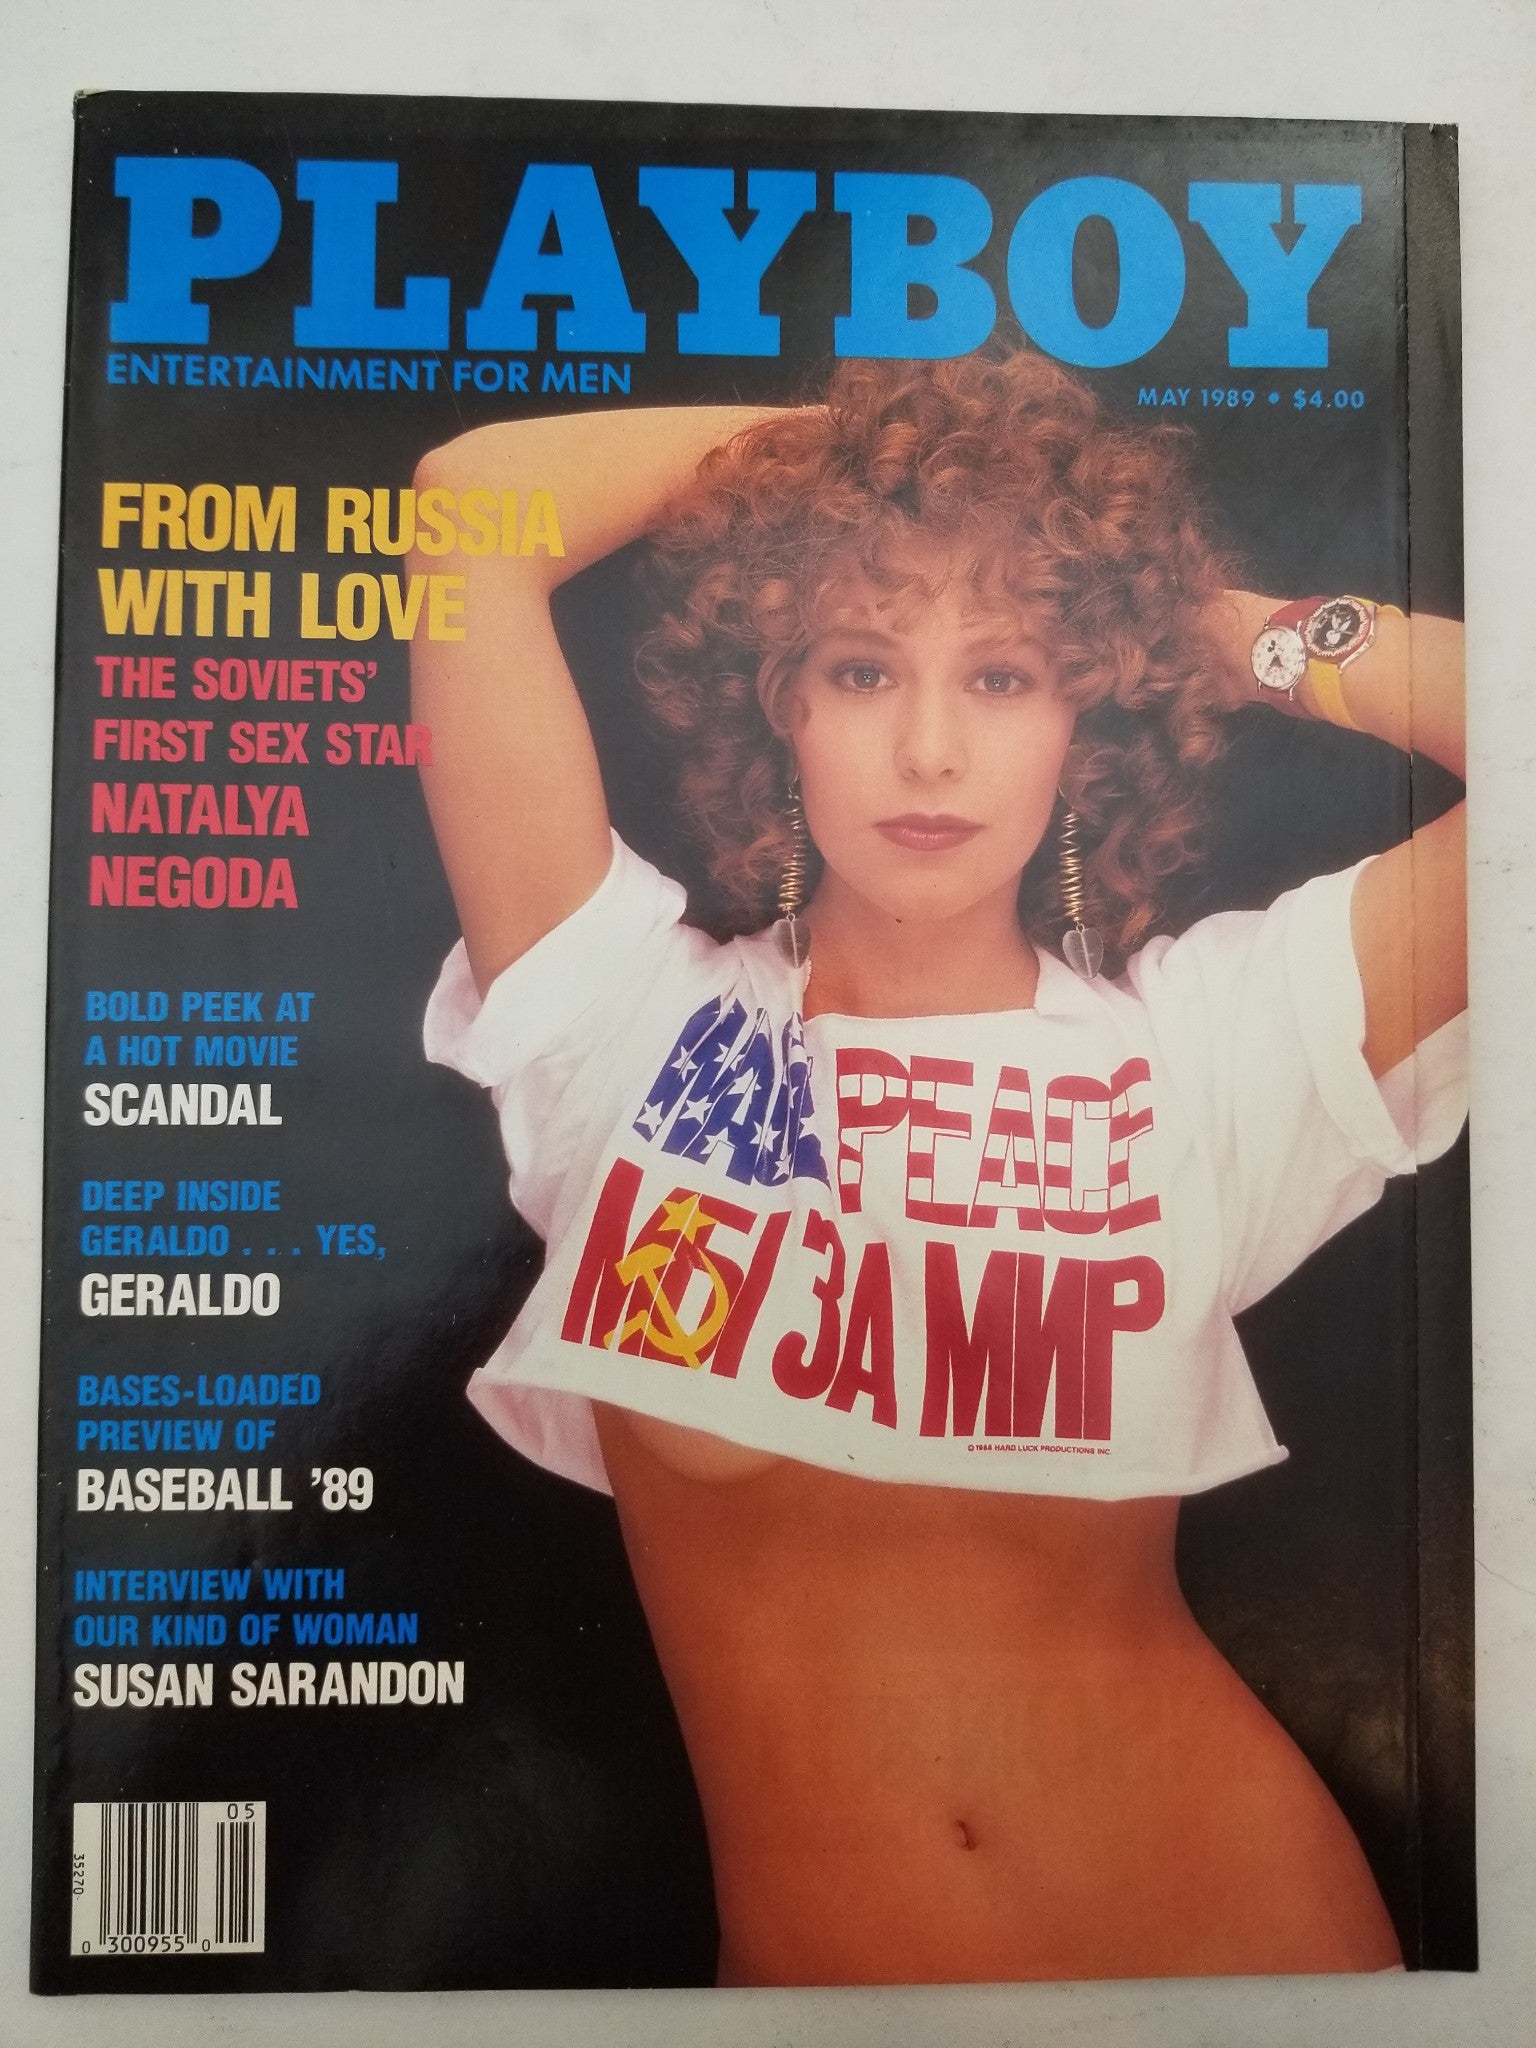 PLAYBOY
ENTERTAINMENT FOR MEN
MAY 1989 • $4.00
FROM RUSSIA
WITH LOVE
THE SOVIETS'
FIRST SEX STAR
NATALYA
NEGODA
BOLD PEEK AT
A HOT MOVIE
SCANDAL
DEEP INSIDE
GERALDO . . . YES,
GERALDO
BASES-LOADED
PREVIEW OF
BASEBALL '89
INTERVIEW WITH
OUR KIND OF WOMAN
SUSAN SARANDON
PEACE
МЫ ЗА МИР
© 1988 HARD LUCK PRODUCTIONS INC.
05
35270
0 300955 0